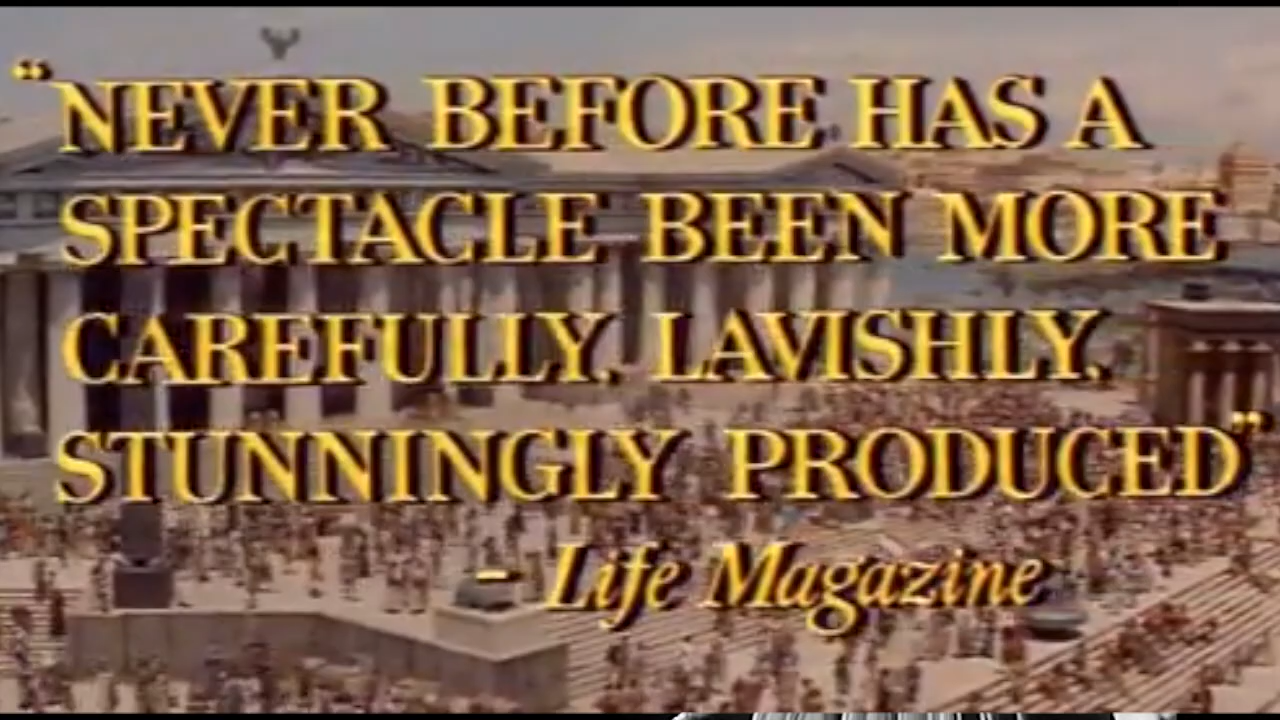 “NEVER BEFORE HAS A
SPECTACLE BEEN MORE
CAREFULLY, LAVISHLY,
STUNNINGLY PRODUCED”
- Life Magazine